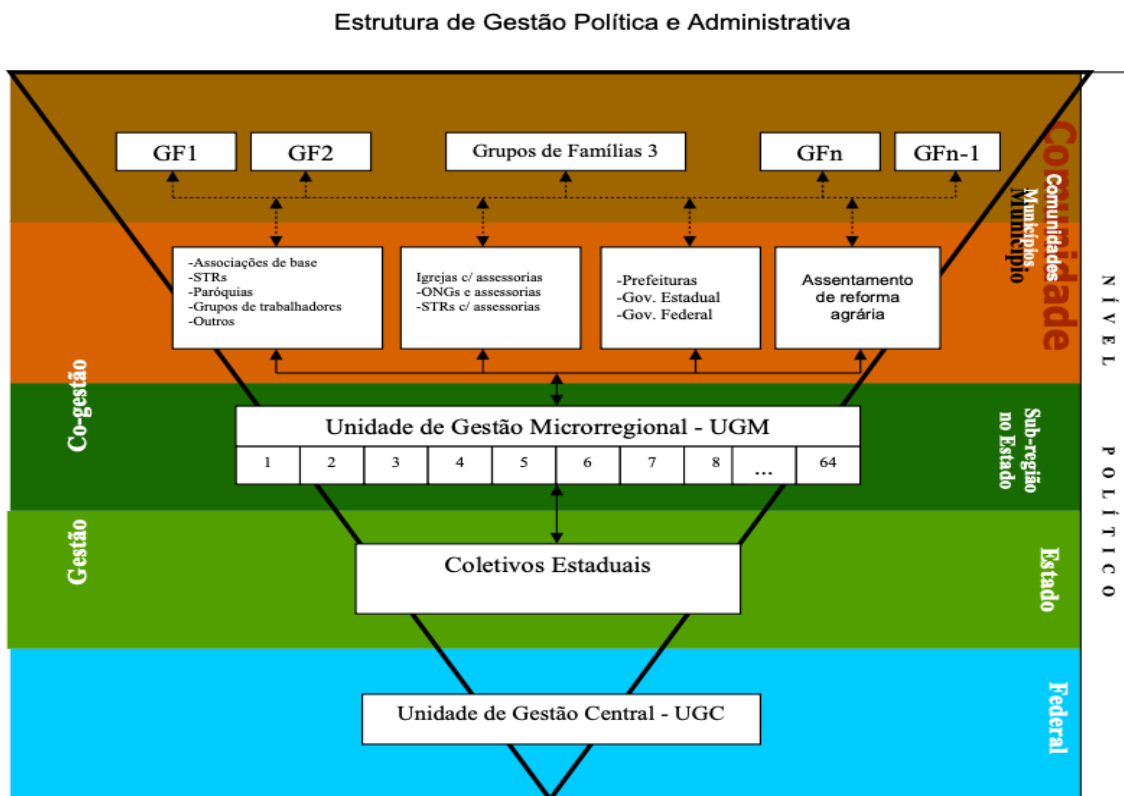 Estrutura de Gestão Política e Administrativa
GF1
GF2
Grupos de Famílias 3
GFn
GFn-1
Comunidade
Comunidades
Municípios
Município
-Associações de base
-STRs
-Paróquias
-Grupos de trabalhadores
-Outros
Igrejas c/ assessorias
-ONGs e assessorias
-STRs c/ assessorias
-Prefeituras
-Gov. Estadual
-Gov. Federal
Assentamento
de reforma
agrária
NÍVEL POLÍTICO
Co-gestão
Unidade de Gestão Microrregional - UGM
1 2 3 4 5 6 7 8 ... 64
Sub-região
no Estado
Gestão
Coletivos Estaduais
Estado
Unidade de Gestão Central - UGC
Federal